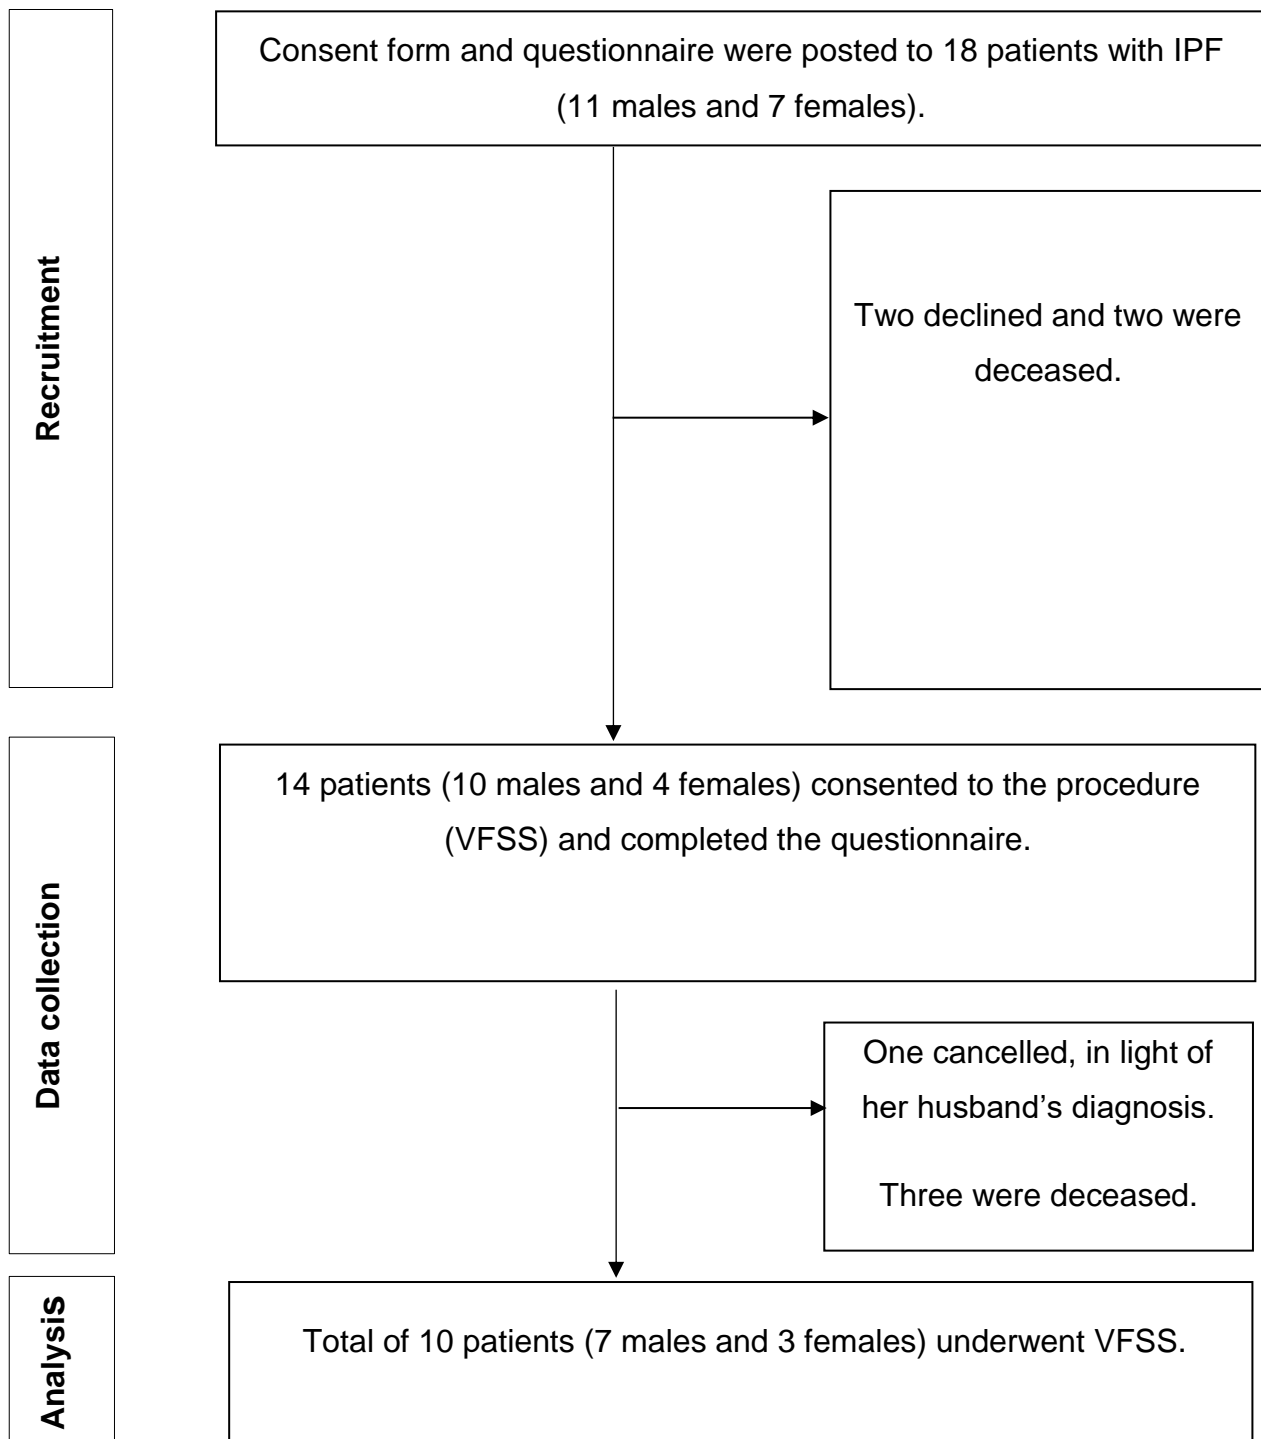 Recruitment
Consent form and questionnaire were posted to 18 patients with IPF
(11 males and 7 females).
Two declined and two were
deceased.
Data collection
14 patients (10 males and 4 females) consented to the procedure
(VFSS) and completed the questionnaire.
One cancelled, in light of
her husband’s diagnosis.
Three were deceased.
Analysis
Total of 10 patients (7 males and 3 females) underwent VFSS.